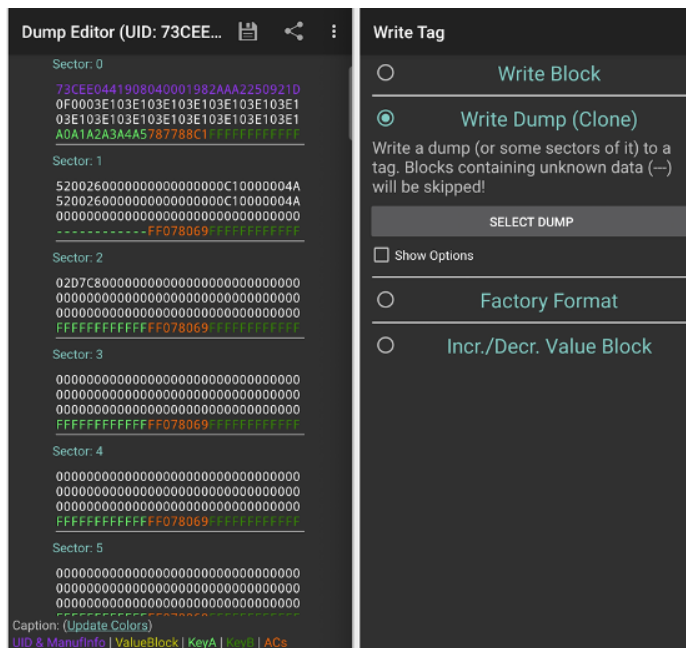 Dump Editor (UID: 73CEE...
Sector: 0
73CEE0441908040001982AAA2250921D
0F0003E103E103E103E103E103E103E1
03E103E103E103E103E103E103E103E1
A0A1A2A3A4A5787788C1FFFFFFFFFFFF
Sector: 1
5200260000000000000000C10000004A
5200260000000000000000C10000004A
00000000000000000000000000000000
------------FF078069FFFFFFFFFFFF
Sector: 2
02D7C800000000000000000000000000
00000000000000000000000000000000
00000000000000000000000000000000
FFFFFFFFFFFFFF078069FFFFFFFFFFFF
Sector: 3
00000000000000000000000000000000
00000000000000000000000000000000
00000000000000000000000000000000
FFFFFFFFFFFFFF078069FFFFFFFFFFFF
Sector: 4
00000000000000000000000000000000
00000000000000000000000000000000
00000000000000000000000000000000
FFFFFFFFFFFFFF078069FFFFFFFFFFFF
Sector: 5
00000000000000000000000000000000
00000000000000000000000000000000
00000000000000000000000000000000
FFFFFFFFFFFFFF078069FFFFFFFFFFFF
Caption: (Update Colors)
UID & ManufInfo | ValueBlock | KeyA | KeyB | ACs
Write Tag
Write Block
Write Dump (Clone)
Write a dump (or some sectors of it) to a
tag. Blocks containing unknown data (---)
will be skipped!
SELECT DUMP
Show Options
Factory Format
Incr./Decr. Value Block